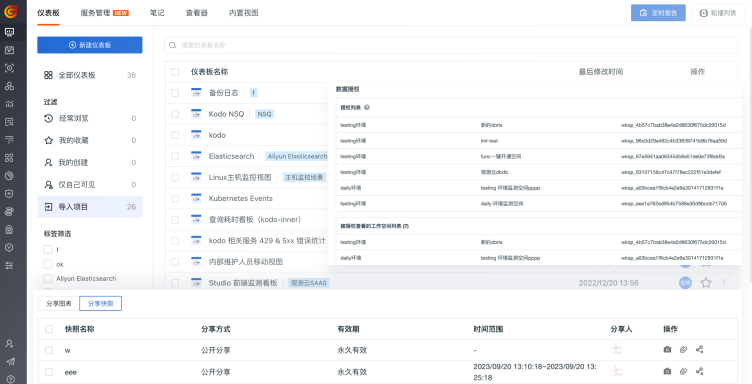 仪表板 服务管理 NEW 笔记 查看器 内置视图 定时报告 轮播列表
新建仪表板 搜索仪表板名称
全部仪表板 36
仪表板名称 最后修改时间 操作
过滤
经常浏览 0
我的收藏 0
我的创建 0
仅自己可见 0
导入项目 26
标签筛选
f
ok
Aliyun Elasticsearch
备份日志 f
Kodo NSQ NSQ
kodo
Elasticsearch Aliyun Elasticsearch
Linux主机监控视图 主机监控场景
Kubernetes Events
查询耗时看板（kodo-inner）
kodo 相关服务 429 & 5xx 错误统计
内部维护人员移动视图
Studio 前端监测看板 观测云SAAS 2022/12/20 13:56
数据授权
授权列表
testing环境 新的doris wksp_4b57c7bab38e4a2d9630f675dc20015d
testing环境 lml-test
testing环境 func一键开通空间
testing环境 观测云dbdb
daily环境 testing 环境监测空间pppp
testing环境 daily 环境监测空间
被授权查看的工作空间列表 (7)
testing环境 新的doris wksp_4b57c7bab38e4a2d9630f675dc20015d
daily环境 testing 环境监测空间pppp
分享图表 分享快照
快照名称 分享方式 有效期 时间范围 分享人 操作
w 公开分享 永久有效 -
eee 公开分享 永久有效 2023/09/20 13:10:18~2023/09/20 13:
25:18